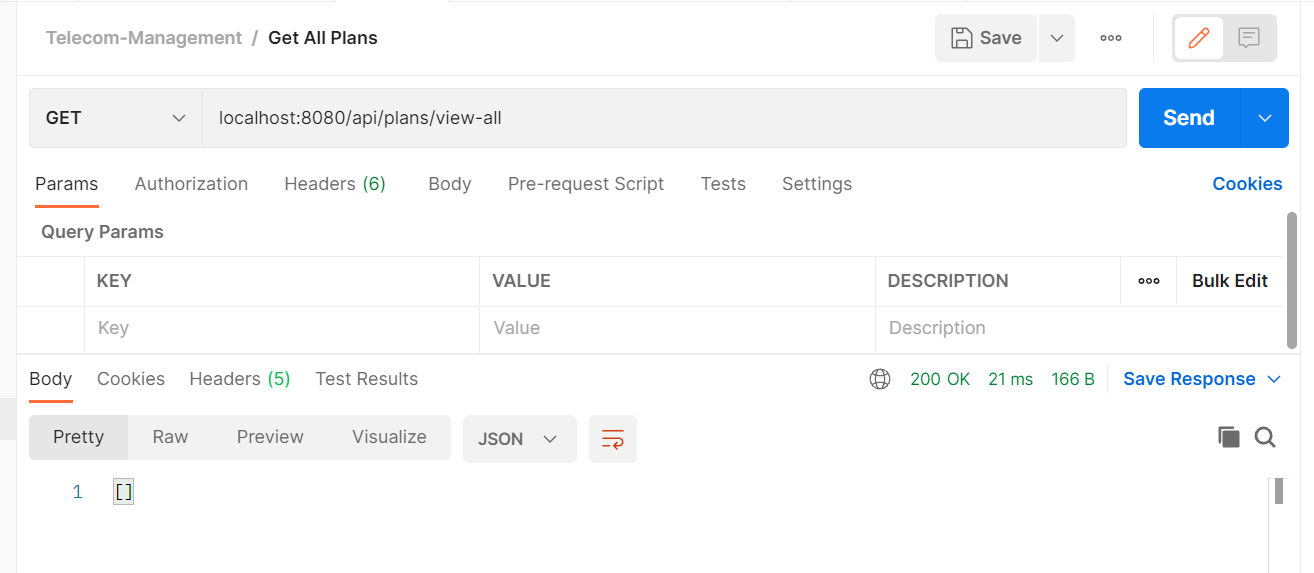 Telecom-Management / Get All Plans Save
GET localhost:8080/api/plans/view-all Send
Params Authorization Headers (6) Body Pre-request Script Tests Settings Cookies
Query Params
KEY VALUE DESCRIPTION Bulk Edit
Key Value Description
Body Cookies Headers (5) Test Results 200 OK 21 ms 166 B Save Response
Pretty Raw Preview Visualize JSON
1 []